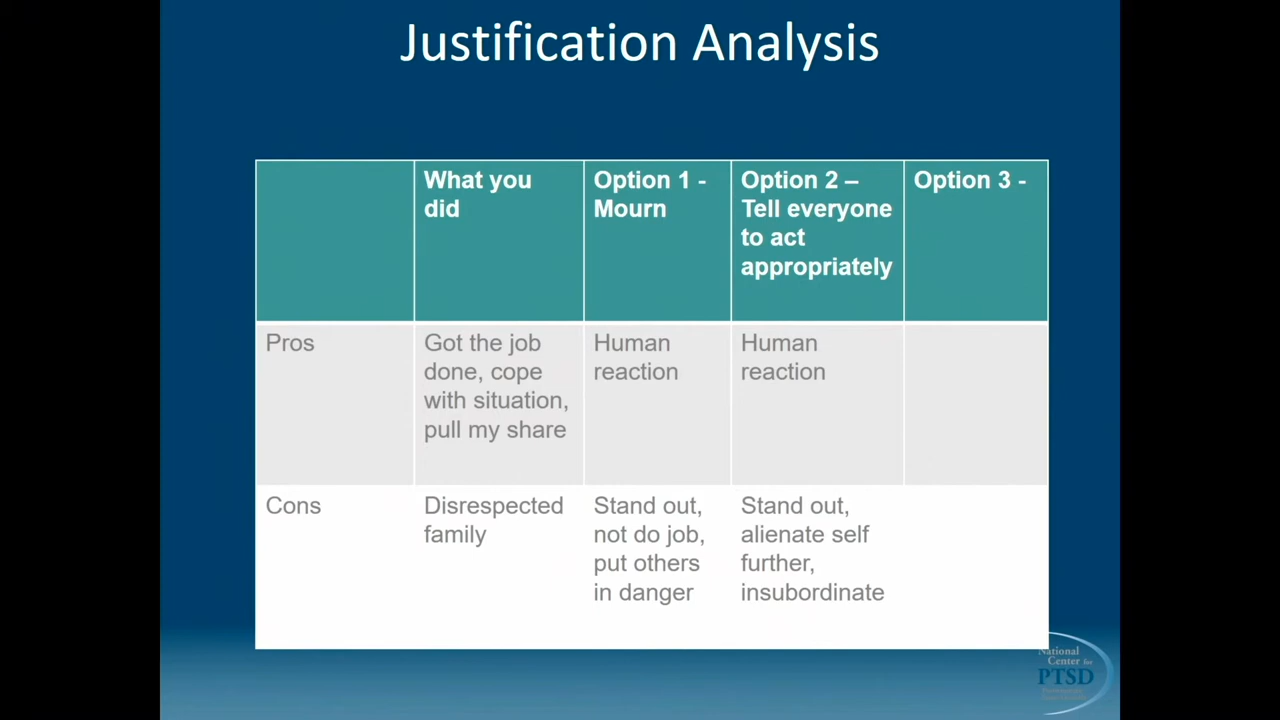 Justification Analysis
What you
did
Option 1 -
Mourn
Option 2 –
Tell everyone
to act
appropriately
Option 3 -
Pros
Got the job
done, cope
with situation,
pull my share
Human
reaction
Human
reaction
Cons
Disrespected
family
Stand out,
not do job,
put others
in danger
Stand out,
alienate self
further,
insubordinate
National
Center for
PTSD